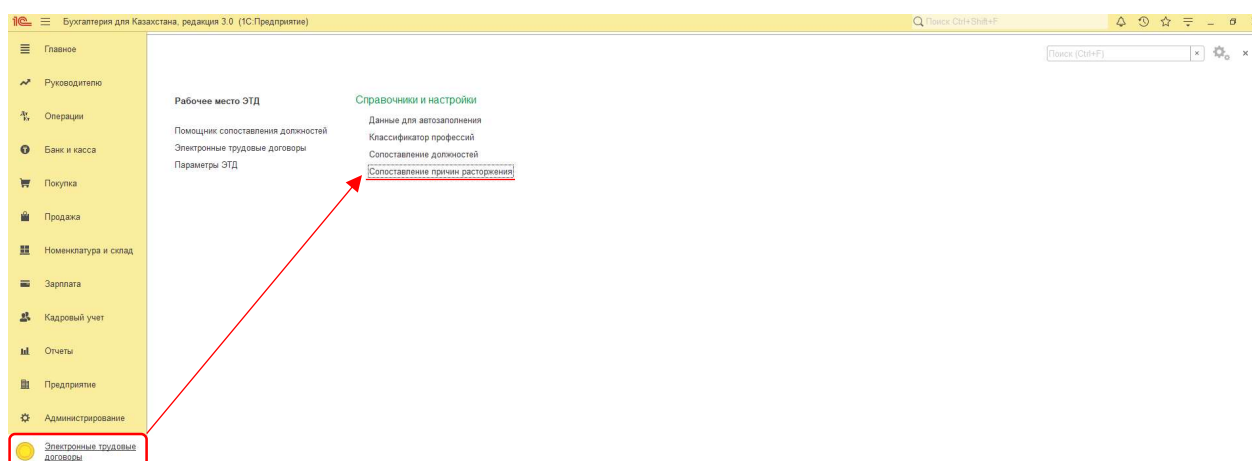 1С Бухгалтерия для Казахстана, редакция 3.0 (1С:Предприятие) Поиск Ctrl+Shift+F
Главное
Поиск (Ctrl+F)
Руководителю
Рабочее место ЭТД
Справочники и настройки
Операции
Данные для автозаполнения
Помощник сопоставления должностей
Классификатор профессий
Банк и касса
Электронные трудовые договоры
Сопоставление должностей
Параметры ЭТД
Сопоставление причин расторжения
Покупка
Продажа
Номенклатура и склад
Зарплата
Кадровый учет
Отчеты
Предприятие
Администрирование
Электронные трудовые
договоры